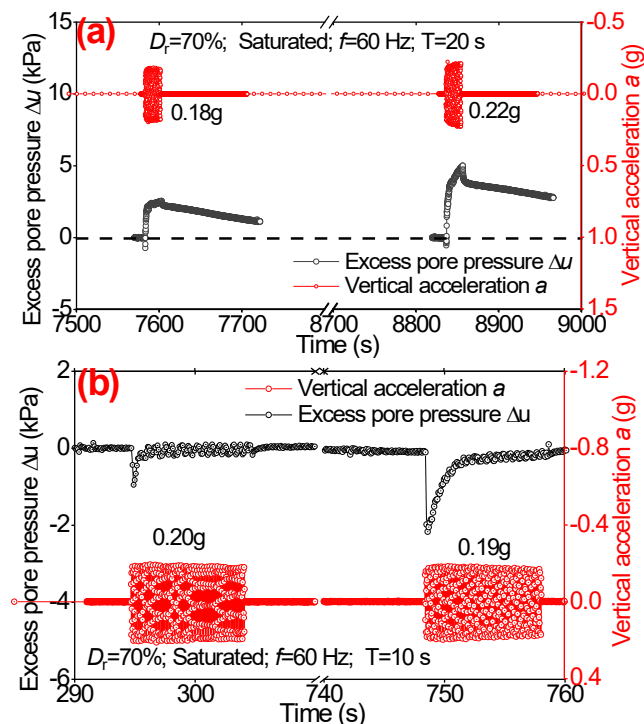 (a)
Dr=70%; Saturated; f=60 Hz; T=20 s
Excess pore pressure Δu (kPa)
15
10
5
0
-5
0.18g
0.22g
Excess pore pressure Δu
Vertical acceleration a
-0.5
0.0
0.5
1.0
1.5
Vertical acceleration a (g)
7500 7600 7700 8700 8800 8900 9000
Time (s)
(b)
Vertical acceleration a
Excess pore pressure Δu
Excess pore pressure Δu (kPa)
2
0
-2
-4
-6
0.20g
0.19g
Dr=70%; Saturated; f=60 Hz; T=10 s
-1.2
-0.8
-0.4
0.0
0.4
Vertical acceleration a (g)
290 300 740 750 760
Time (s)